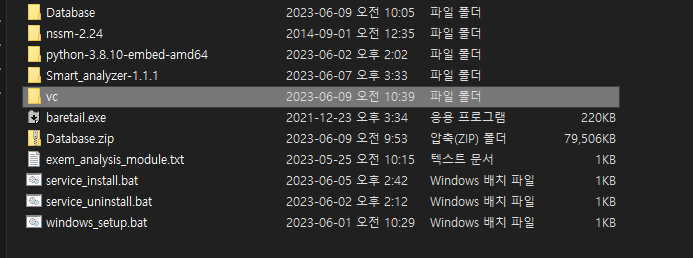 Database 2023-06-09 오전 10:05 파일 폴더
nssm-2.24 2014-09-01 오전 12:35 파일 폴더
python-3.8.10-embed-amd64 2023-06-02 오후 2:02 파일 폴더
Smart_analyzer-1.1.1 2023-06-07 오후 3:33 파일 폴더
vc 2023-06-09 오전 10:39 파일 폴더
baretail.exe 2021-12-23 오후 3:34 응용 프로그램 220KB
Database.zip 2023-06-09 오전 9:53 압축(ZIP) 폴더 79,506KB
exem_analysis_module.txt 2023-05-25 오전 10:15 텍스트 문서 1KB
service_install.bat 2023-06-05 오후 2:42 Windows 배치 파일 1KB
service_uninstall.bat 2023-06-02 오후 2:12 Windows 배치 파일 1KB
windows_setup.bat 2023-06-01 오전 10:29 Windows 배치 파일 1KB